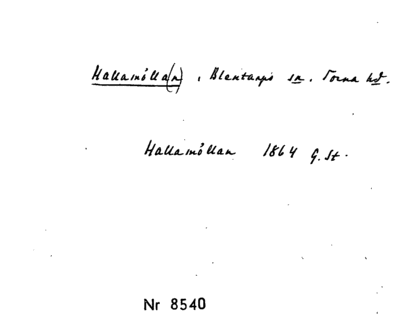 Hallamölla(n), Blentarps sn. Torna hd.
Hallamöllan 1864 G.St.
Nr 8540